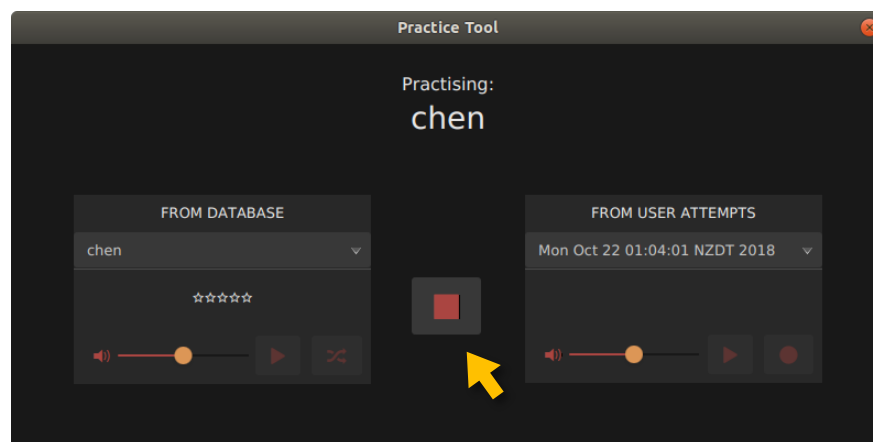 Practice Tool
Practising:
chen
FROM DATABASE
chen
FROM USER ATTEMPTS
Mon Oct 22 01:04:01 NZDT 2018